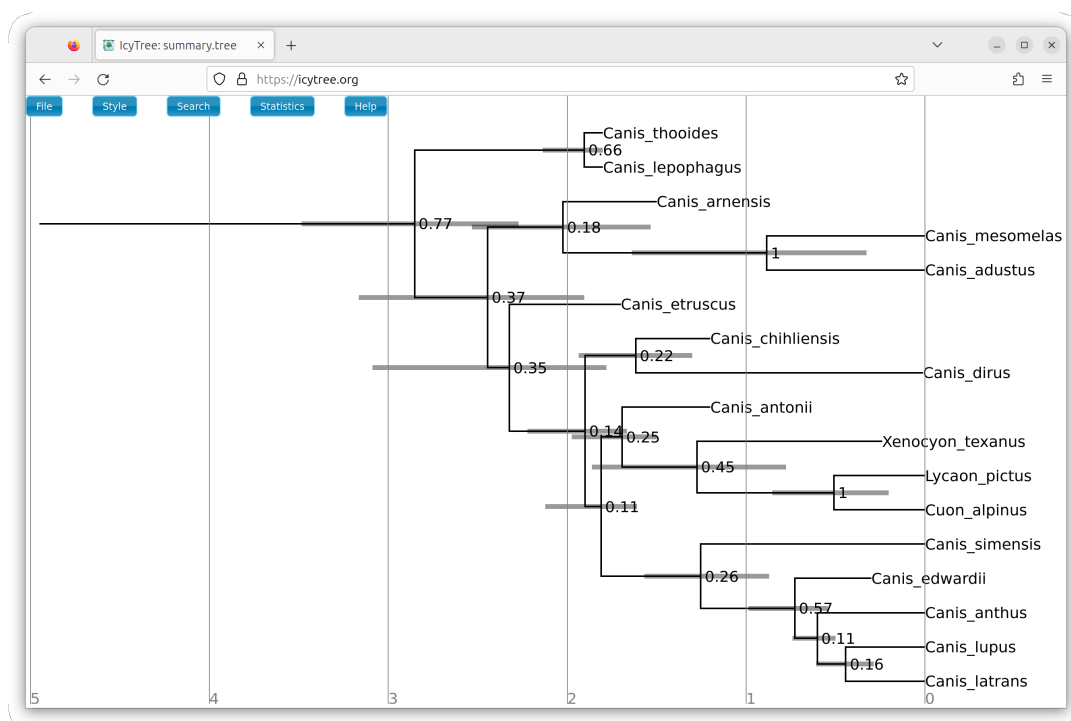 IcyTree: summary.tree
https://icytree.org
File Style Search Statistics Help
Canis_thooides
0.66
Canis_lepophagus
Canis_arnensis
0.77
0.18
Canis_mesomelas
1
Canis_adustus
0.37
Canis_etruscus
Canis_chihliensis
0.22
0.35
Canis_dirus
Canis_antonii
0.14
0.25
Xenocyon_texanus
0.45
Lycaon_pictus
1
0.11
Cuon_alpinus
Canis_simensis
0.26
Canis_edwardii
0.57
Canis_anthus
0.11
Canis_lupus
0.16
Canis_latrans
5 4 3 2 1 0